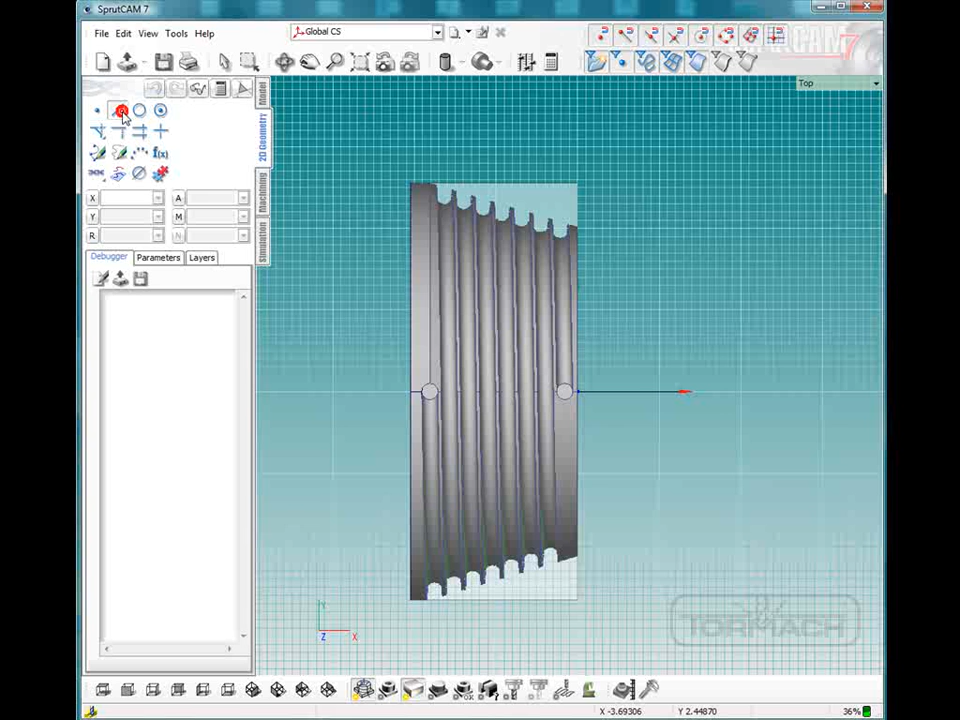 SprutCAM 7
File Edit View Tools Help
Global CS
Top
Model
2D Geometry
Machining
Simulation
f(x)
X A
Y M
R N
Debugger Parameters Layers
Y
Z X
TORMACH
X -3.69306 Y 2.44870 36%